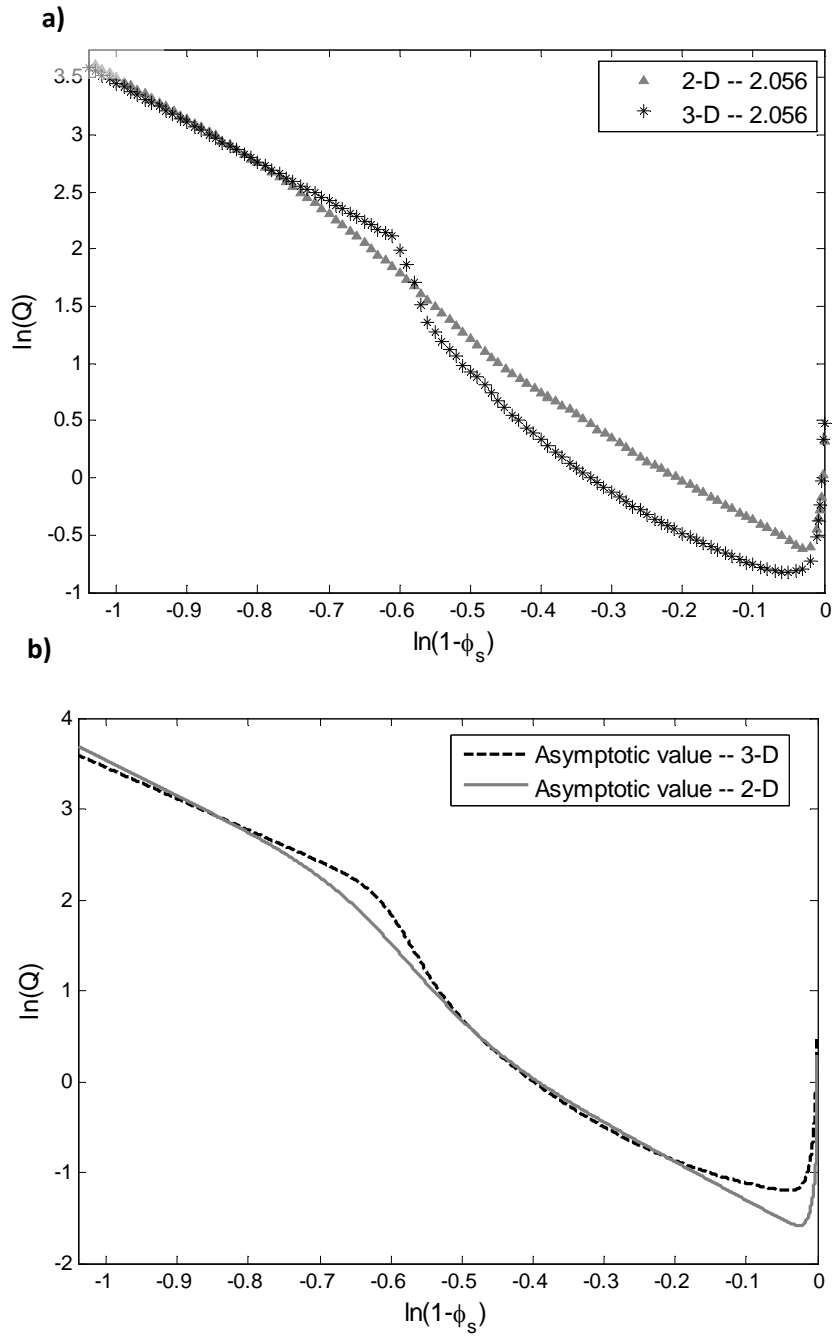 a)
3.5
3
2.5
2
1.5
1
0.5
0
-0.5
-1
ln(Q)
2-D -- 2.056
3-D -- 2.056
-1 -0.9 -0.8 -0.7 -0.6 -0.5 -0.4 -0.3 -0.2 -0.1 0
ln(1-ϕs)
b)
4
3
2
1
0
-1
-2
ln(Q)
Asymptotic value -- 3-D
Asymptotic value -- 2-D
-1 -0.9 -0.8 -0.7 -0.6 -0.5 -0.4 -0.3 -0.2 -0.1 0
ln(1-ϕs)